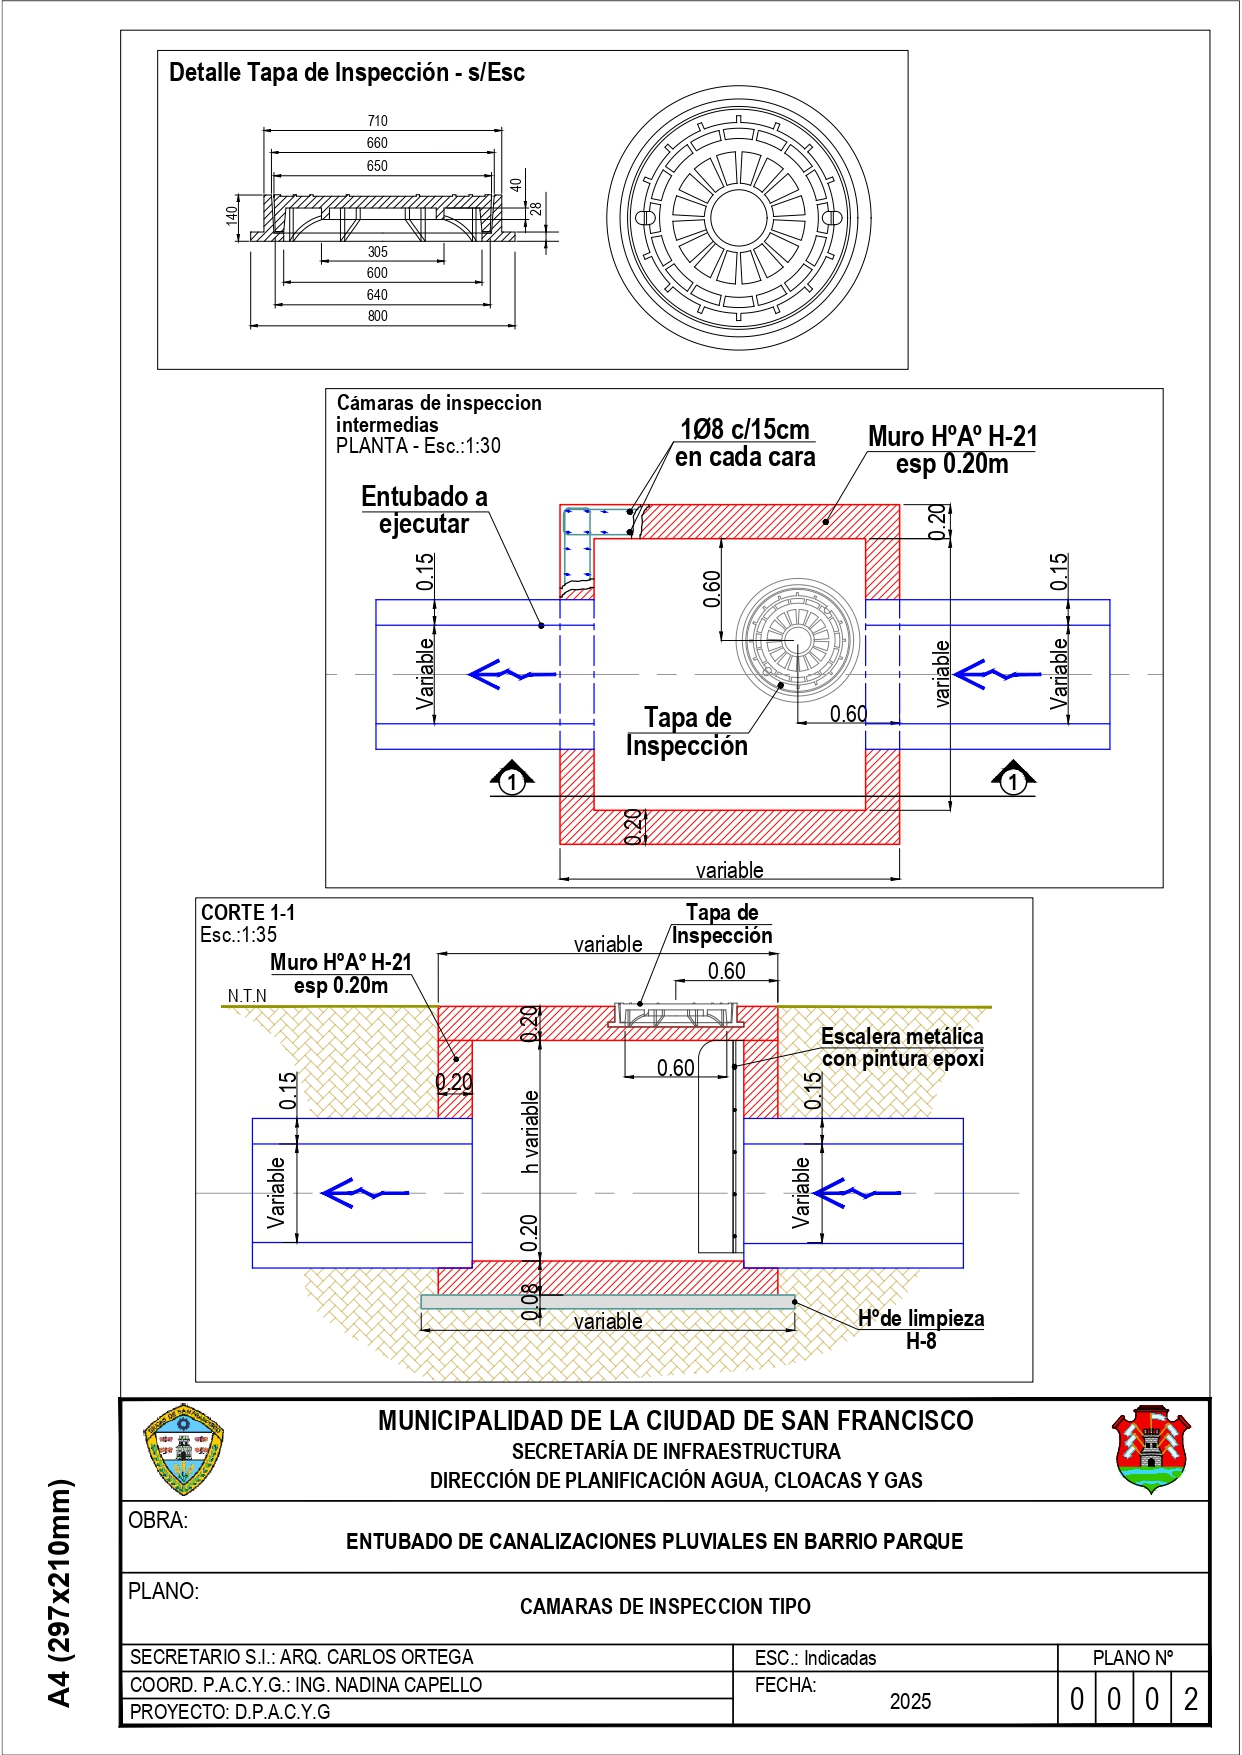 Detalle Tapa de Inspección - s/Esc
710
660
650
40
28
140
305
600
640
800
Cámaras de inspeccion
intermedias
PLANTA - Esc.:1:30
1Ø8 c/15cm
en cada cara
Muro HºAº H-21
esp 0.20m
Entubado a
ejecutar
0.20
0.15
0.60
0.15
Variable
variable
Variable
0.60
Tapa de
Inspección
1
1
0.20
variable
CORTE 1-1
Esc.:1:35
Tapa de
Inspección
variable
Muro HºAº H-21
esp 0.20m
0.60
N.T.N
0.20
Escalera metálica
con pintura epoxi
0.60
0.20
0.15
0.15
h variable
Variable
Variable
0.20
0.08
variable
Hºde limpieza
H-8
MUNICIPALIDAD DE LA CIUDAD DE SAN FRANCISCO
SECRETARÍA DE INFRAESTRUCTURA
DIRECCIÓN DE PLANIFICACIÓN AGUA, CLOACAS Y GAS
OBRA:
ENTUBADO DE CANALIZACIONES PLUVIALES EN BARRIO PARQUE
PLANO:
CAMARAS DE INSPECCION TIPO
SECRETARIO S.I.: ARQ. CARLOS ORTEGA
ESC.: Indicadas
PLANO Nº
COORD. P.A.C.Y.G.: ING. NADINA CAPELLO
FECHA:
2025
0 0 0 2
PROYECTO: D.P.A.C.Y.G
A4 (297x210mm)